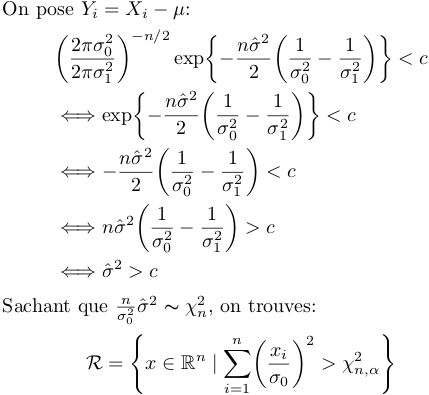 On pose $Y_i = X_i - \mu$:
$\left(\frac{2\pi\sigma_0^2}{2\pi\sigma_1^2}\right)^{-n/2} \exp\left\{-\frac{n\hat{\sigma}^2}{2}\left(\frac{1}{\sigma_0^2} - \frac{1}{\sigma_1^2}\right)\right\} < c$
$\iff \exp\left\{-\frac{n\hat{\sigma}^2}{2}\left(\frac{1}{\sigma_0^2} - \frac{1}{\sigma_1^2}\right)\right\} < c$
$\iff -\frac{n\hat{\sigma}^2}{2}\left(\frac{1}{\sigma_0^2} - \frac{1}{\sigma_1^2}\right) < c$
$\iff n\hat{\sigma}^2\left(\frac{1}{\sigma_0^2} - \frac{1}{\sigma_1^2}\right) > c$
$\iff \hat{\sigma}^2 > c$
Sachant que $\frac{n}{\sigma_0^2}\hat{\sigma}^2 \sim \chi_n^2$, on trouves:
$\mathcal{R} = \left\{x \in \mathbb{R}^n \mid \sum_{i=1}^{n}\left(\frac{x_i}{\sigma_0}\right)^2 > \chi_{n,\alpha}^2\right\}$